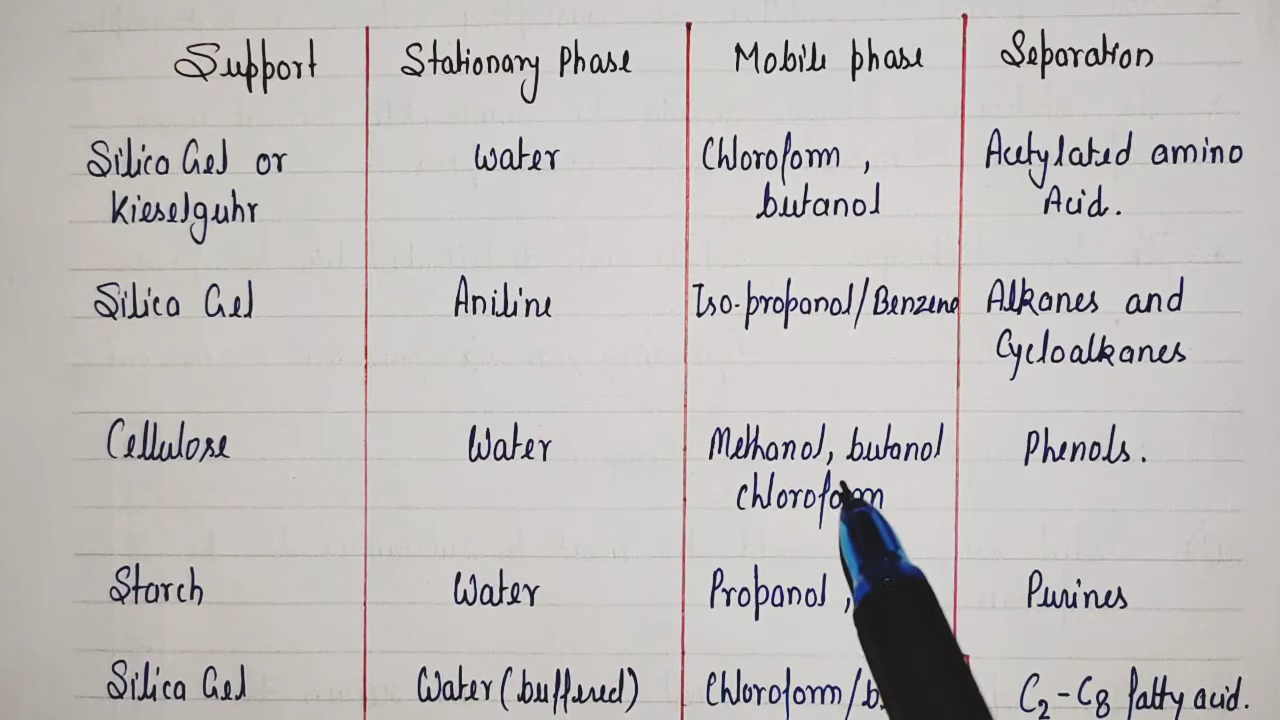 Support Stationary Phase Mobile phase Separation
Silica Gel or Water Chloroform, Acetylated amino
Kieselguhr butanol Acid.
Silica Gel Aniline Iso-propanol/Benzene Alkanes and
Cycloalkanes
Cellulose Water Methanol, butanol Phenols.
chloroform
Starch Water Propanol, Purines
Silica Gel Water (buffered) Chloroform/ C2-C8 fatty acid.